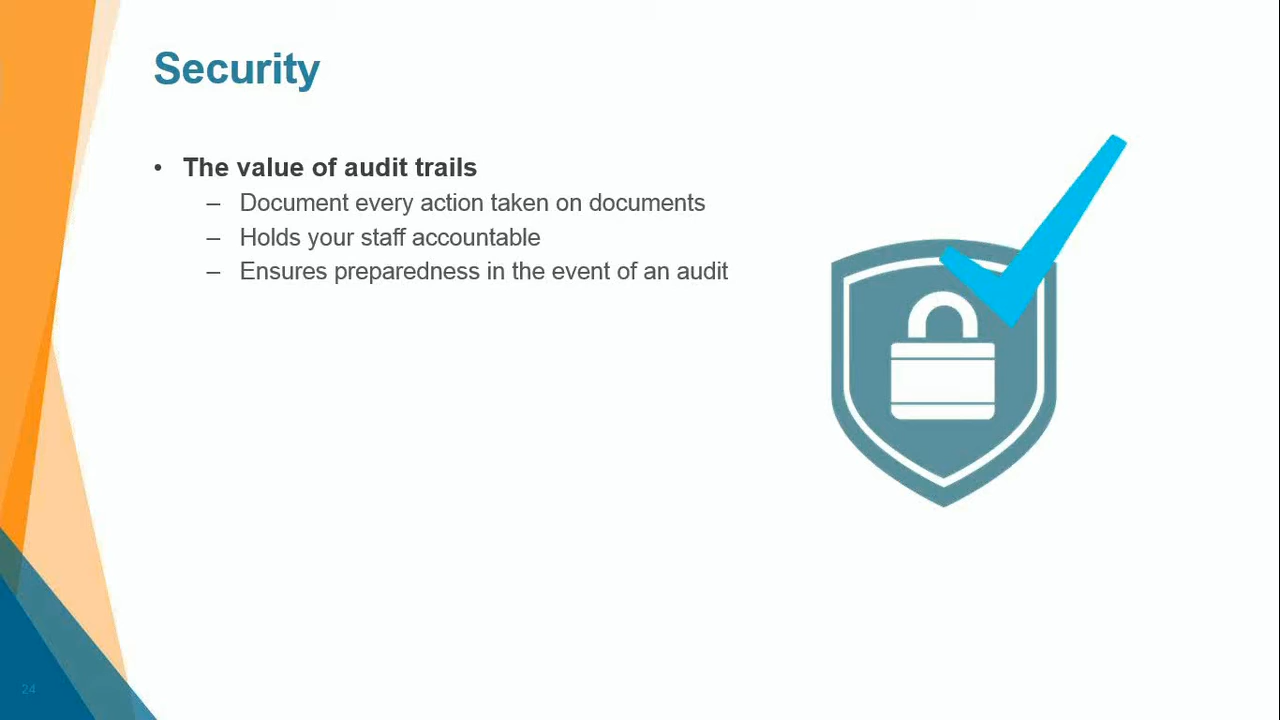 Security
• The value of audit trails
– Document every action taken on documents
– Holds your staff accountable
– Ensures preparedness in the event of an audit
24